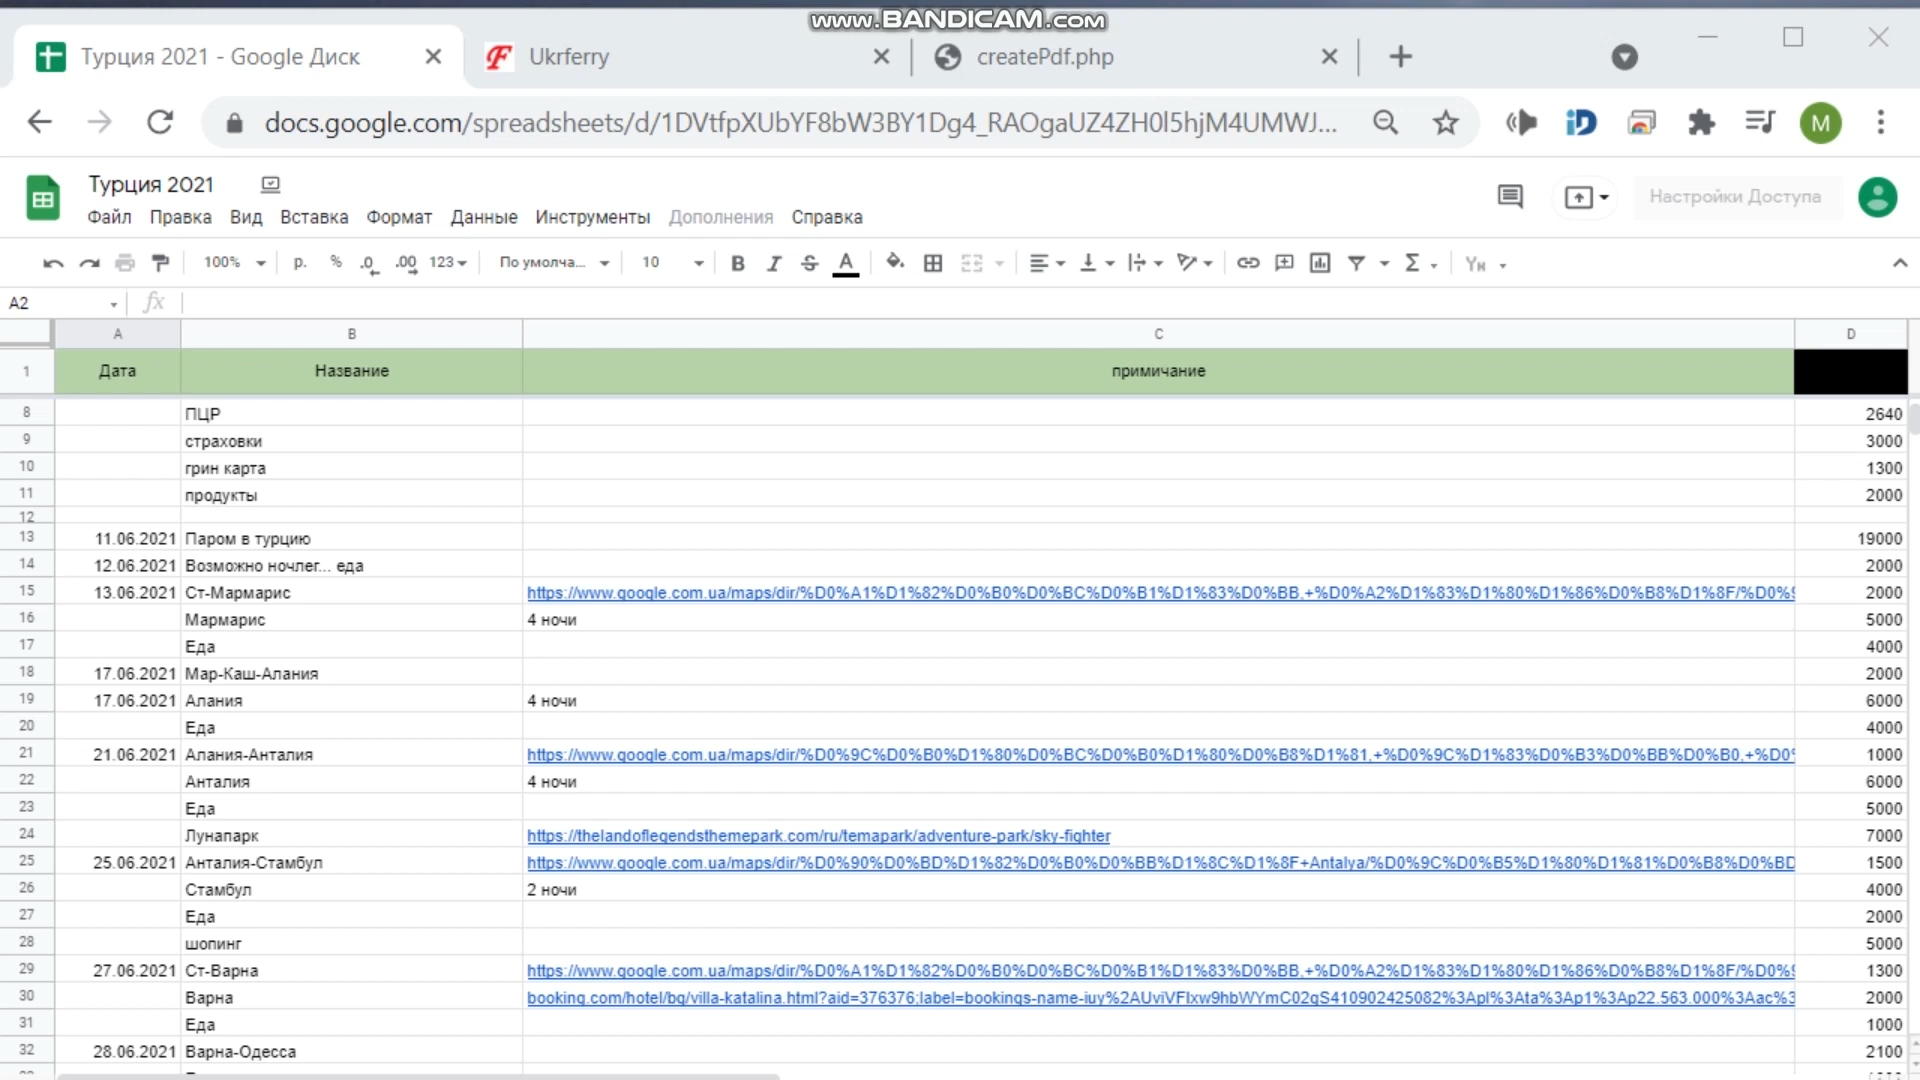 www.BANDICAM.com
Турция 2021 - Google Диск
Ukrferry
createPdf.php
docs.google.com/spreadsheets/d/1DVtfpXUbYF8bW3BY1Dg4_RAOgaUZ4ZH0l5hjM4UMWJ...
M
Турция 2021
Файл Правка Вид Вставка Формат Данные Инструменты Дополнения Справка
Настройки Доступа
100% р. % .0 .00 123 По умолча... 10 B I S A Σ
A2 fx
A B C D
1 Дата Название примичание
8 ПЦР 2640
9 страховки 3000
10 грин карта 1300
11 продукты 2000
12
13 11.06.2021 Паром в турцию 19000
14 12.06.2021 Возможно ночлег... еда 2000
15 13.06.2021 Ст-Мармарис https://www.google.com.ua/maps/dir/%D0%A1%D1%82%D0%B0%D0%BC%D0%B1%D1%83%D0%BB,+%D0%A2%D1%83%D1%80%D1%86%D0%B8%D1%8F/%D0%9 2000
16 Мармарис 4 ночи 5000
17 Еда 4000
18 17.06.2021 Мар-Каш-Алания 2000
19 17.06.2021 Алания 4 ночи 6000
20 Еда 4000
21 21.06.2021 Алания-Анталия https://www.google.com.ua/maps/dir/%D0%9C%D0%B0%D1%80%D0%BC%D0%B0%D1%80%D0%B8%D1%81,+%D0%9C%D1%83%D0%B3%D0%BB%D0%B0,+%D0% 1000
22 Анталия 4 ночи 6000
23 Еда 5000
24 Лунапарк https://thelandoflegendsthemepark.com/ru/temapark/adventure-park/sky-fighter 7000
25 25.06.2021 Анталия-Стамбул https://www.google.com.ua/maps/dir/%D0%90%D0%BD%D1%82%D0%B0%D0%BB%D1%8C%D1%8F+Antalya/%D0%9C%D0%B5%D1%80%D1%81%D0%B8%D0%BD 1500
26 Стамбул 2 ночи 4000
27 Еда 2000
28 шопинг 5000
29 27.06.2021 Ст-Варна https://www.google.com.ua/maps/dir/%D0%A1%D1%82%D0%B0%D0%BC%D0%B1%D1%83%D0%BB,+%D0%A2%D1%83%D1%80%D1%86%D0%B8%D1%8F/%D0%9 1300
30 Варна booking.com/hotel/bg/villa-katalina.html?aid=376376;label=bookings-name-iuy%2AUviVFIxw9hbWYmC02gS410902425082%3Apl%3Ata%3Ap1%3Ap22.563.000%3Aac%3 2000
31 Еда 1000
32 28.06.2021 Варна-Одесса 2100